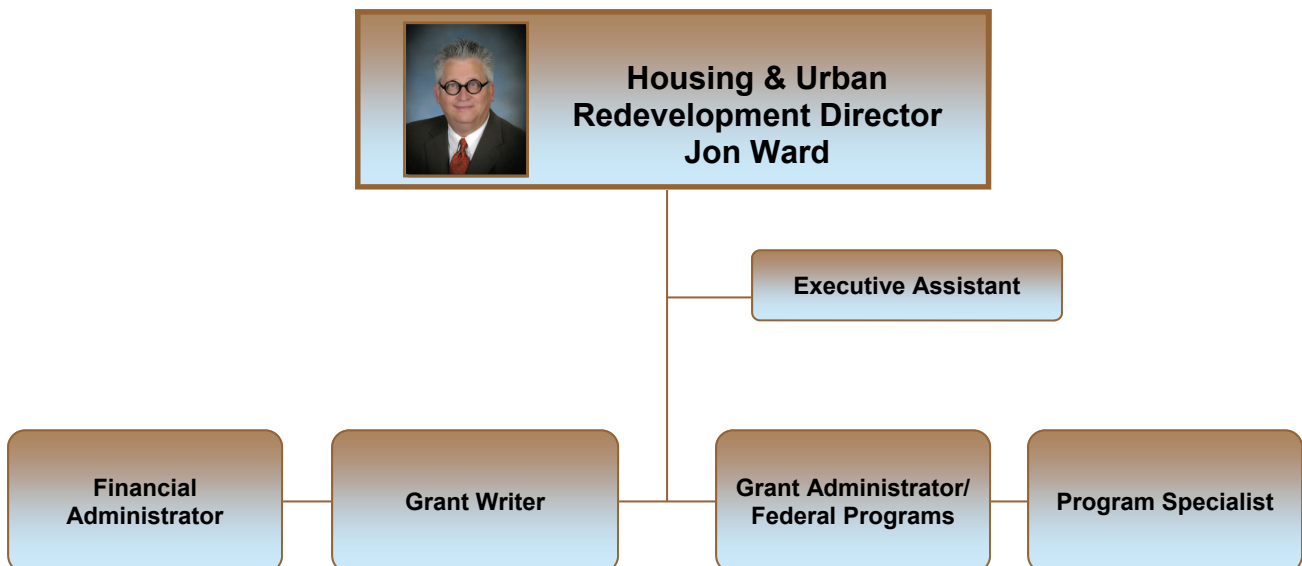 Housing & Urban
Redevelopment Director
Jon Ward
Executive Assistant
Financial
Administrator
Grant Writer
Grant Administrator/
Federal Programs
Program Specialist